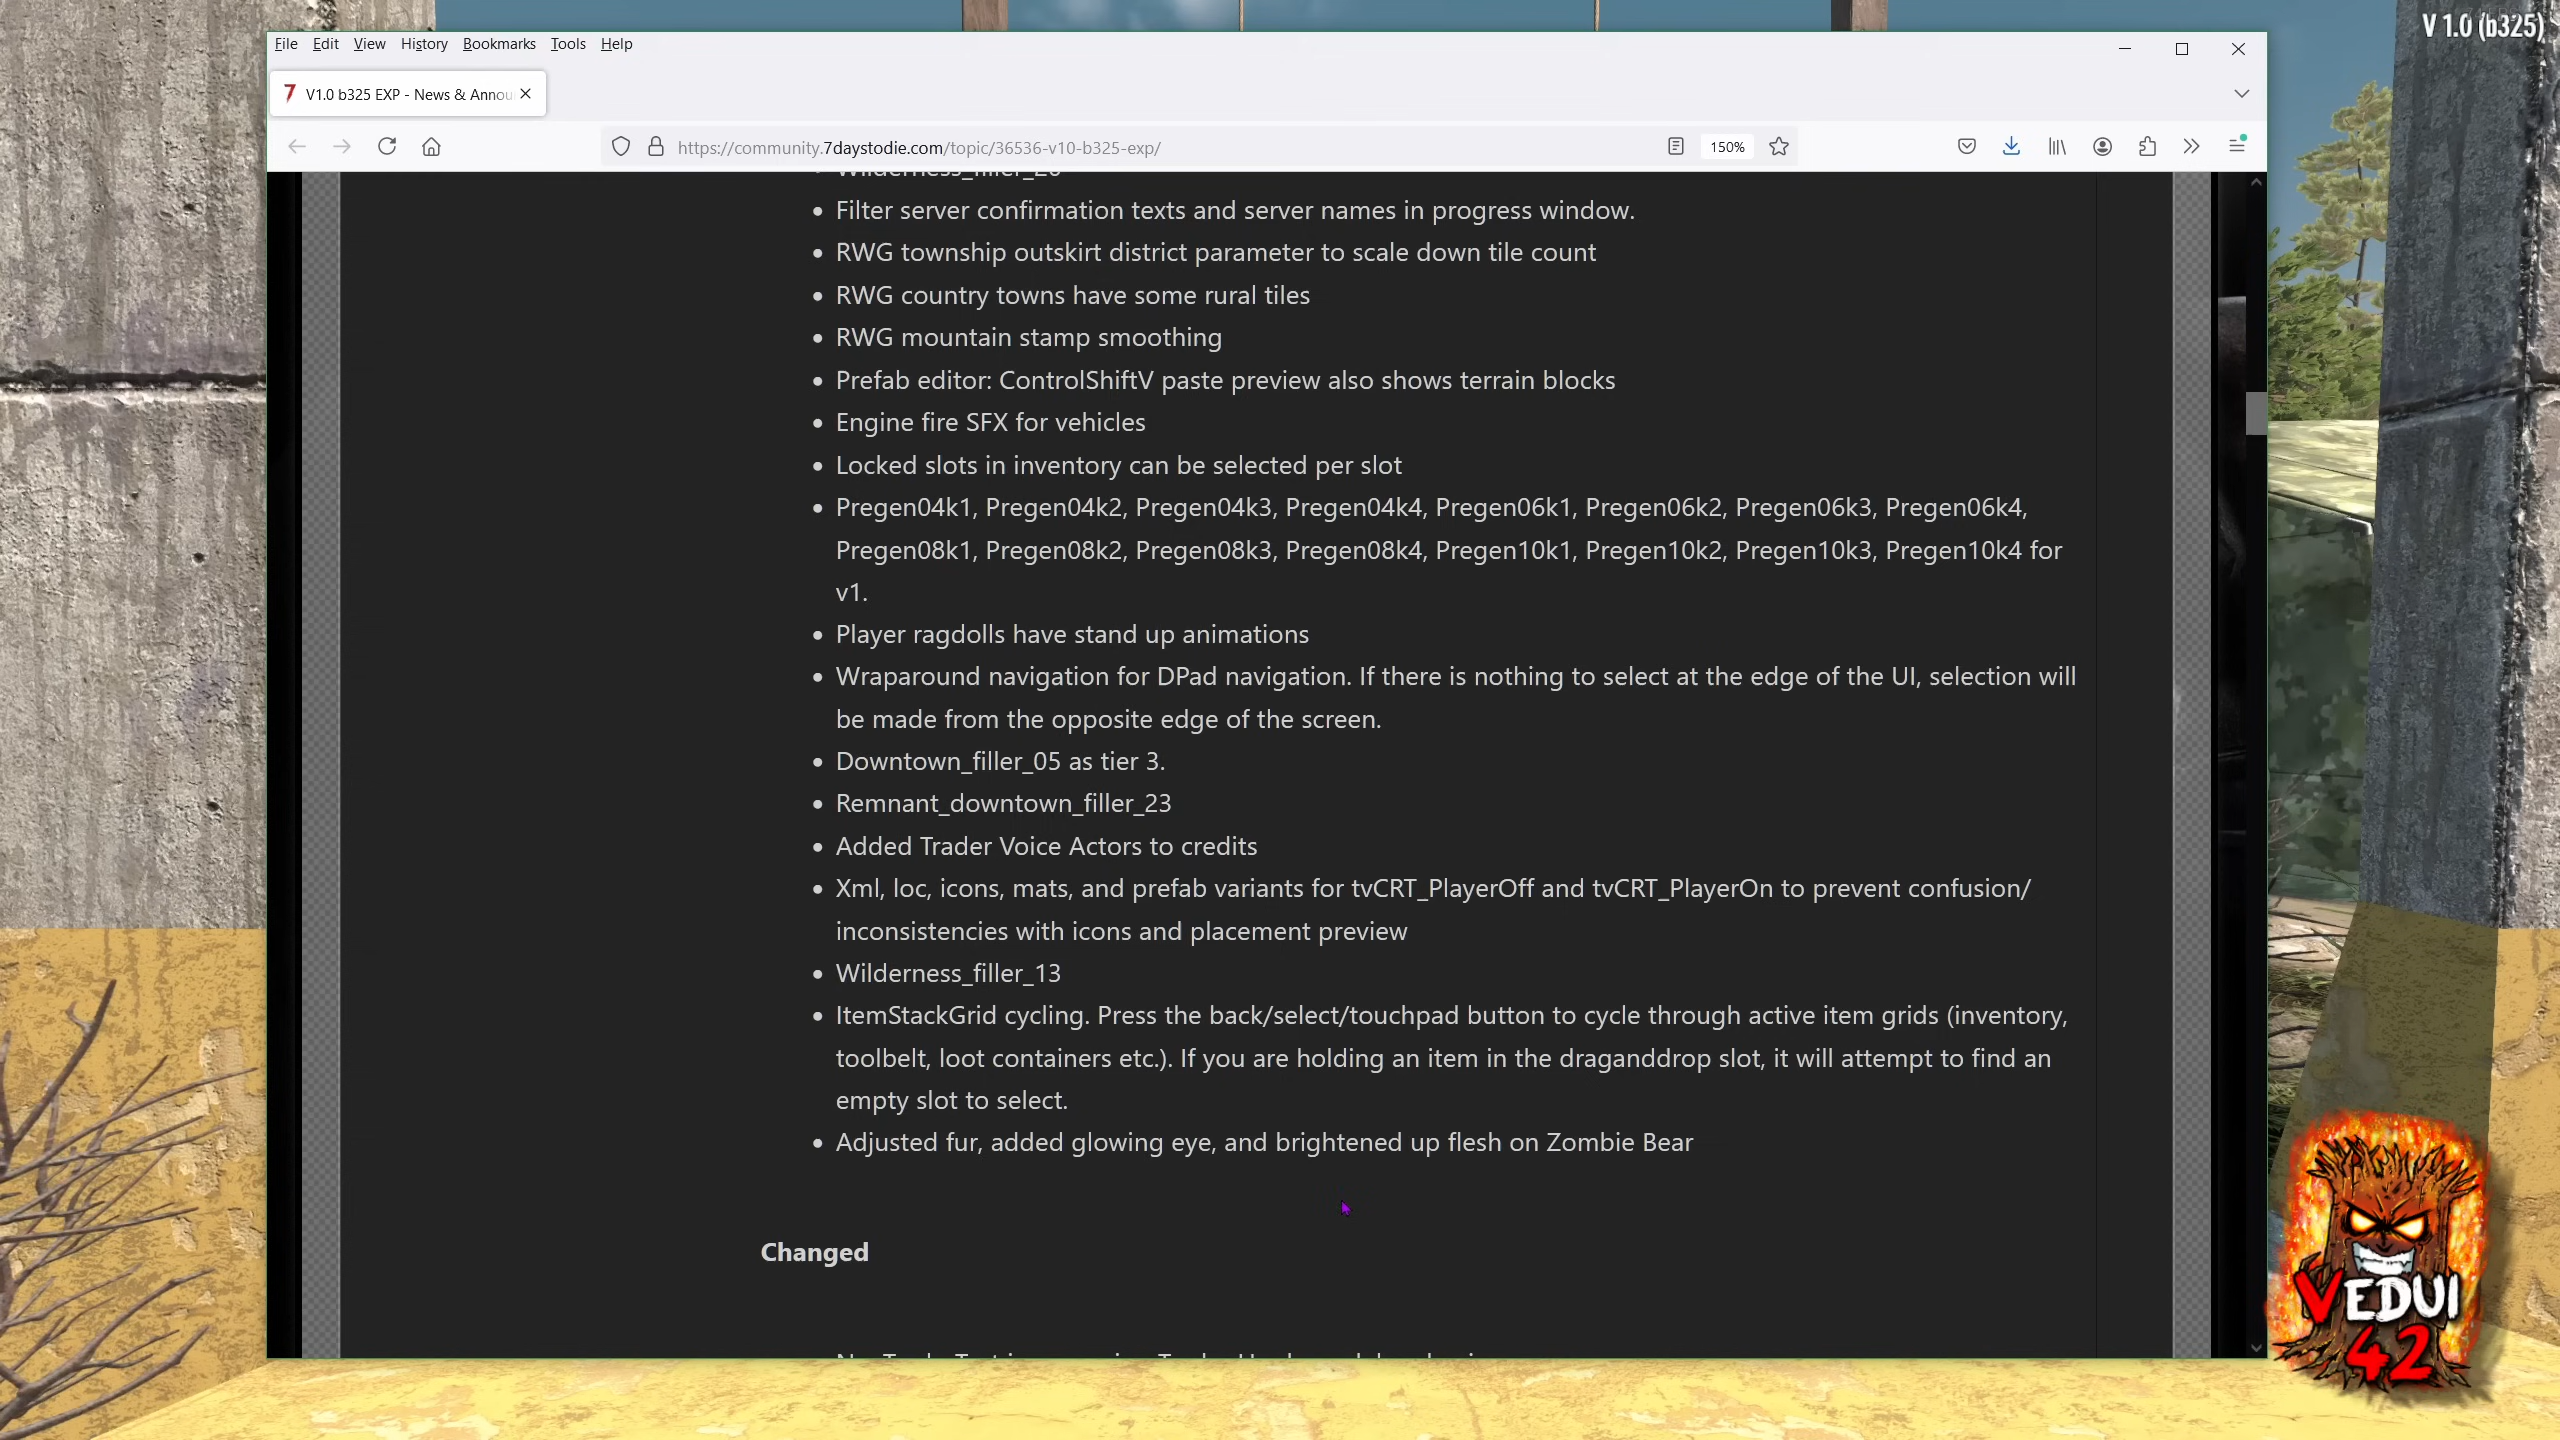 V 1.0 (b325)
File Edit View History Bookmarks Tools Help
V1.0 b325 EXP - News & Annou
https://community.7daystodie.com/topic/36536-v10-b325-exp/
150%
Wilderness_filler_20
• Filter server confirmation texts and server names in progress window.
• RWG township outskirt district parameter to scale down tile count
• RWG country towns have some rural tiles
• RWG mountain stamp smoothing
• Prefab editor: ControlShiftV paste preview also shows terrain blocks
• Engine fire SFX for vehicles
• Locked slots in inventory can be selected per slot
• Pregen04k1, Pregen04k2, Pregen04k3, Pregen04k4, Pregen06k1, Pregen06k2, Pregen06k3, Pregen06k4,
Pregen08k1, Pregen08k2, Pregen08k3, Pregen08k4, Pregen10k1, Pregen10k2, Pregen10k3, Pregen10k4 for
v1.
• Player ragdolls have stand up animations
• Wraparound navigation for DPad navigation. If there is nothing to select at the edge of the UI, selection will
be made from the opposite edge of the screen.
• Downtown_filler_05 as tier 3.
• Remnant_downtown_filler_23
• Added Trader Voice Actors to credits
• Xml, loc, icons, mats, and prefab variants for tvCRT_PlayerOff and tvCRT_PlayerOn to prevent confusion/
inconsistencies with icons and placement preview
• Wilderness_filler_13
• ItemStackGrid cycling. Press the back/select/touchpad button to cycle through active item grids (inventory,
toolbelt, loot containers etc.). If you are holding an item in the draganddrop slot, it will attempt to find an
empty slot to select.
• Adjusted fur, added glowing eye, and brightened up flesh on Zombie Bear
Changed
VEDUI
42